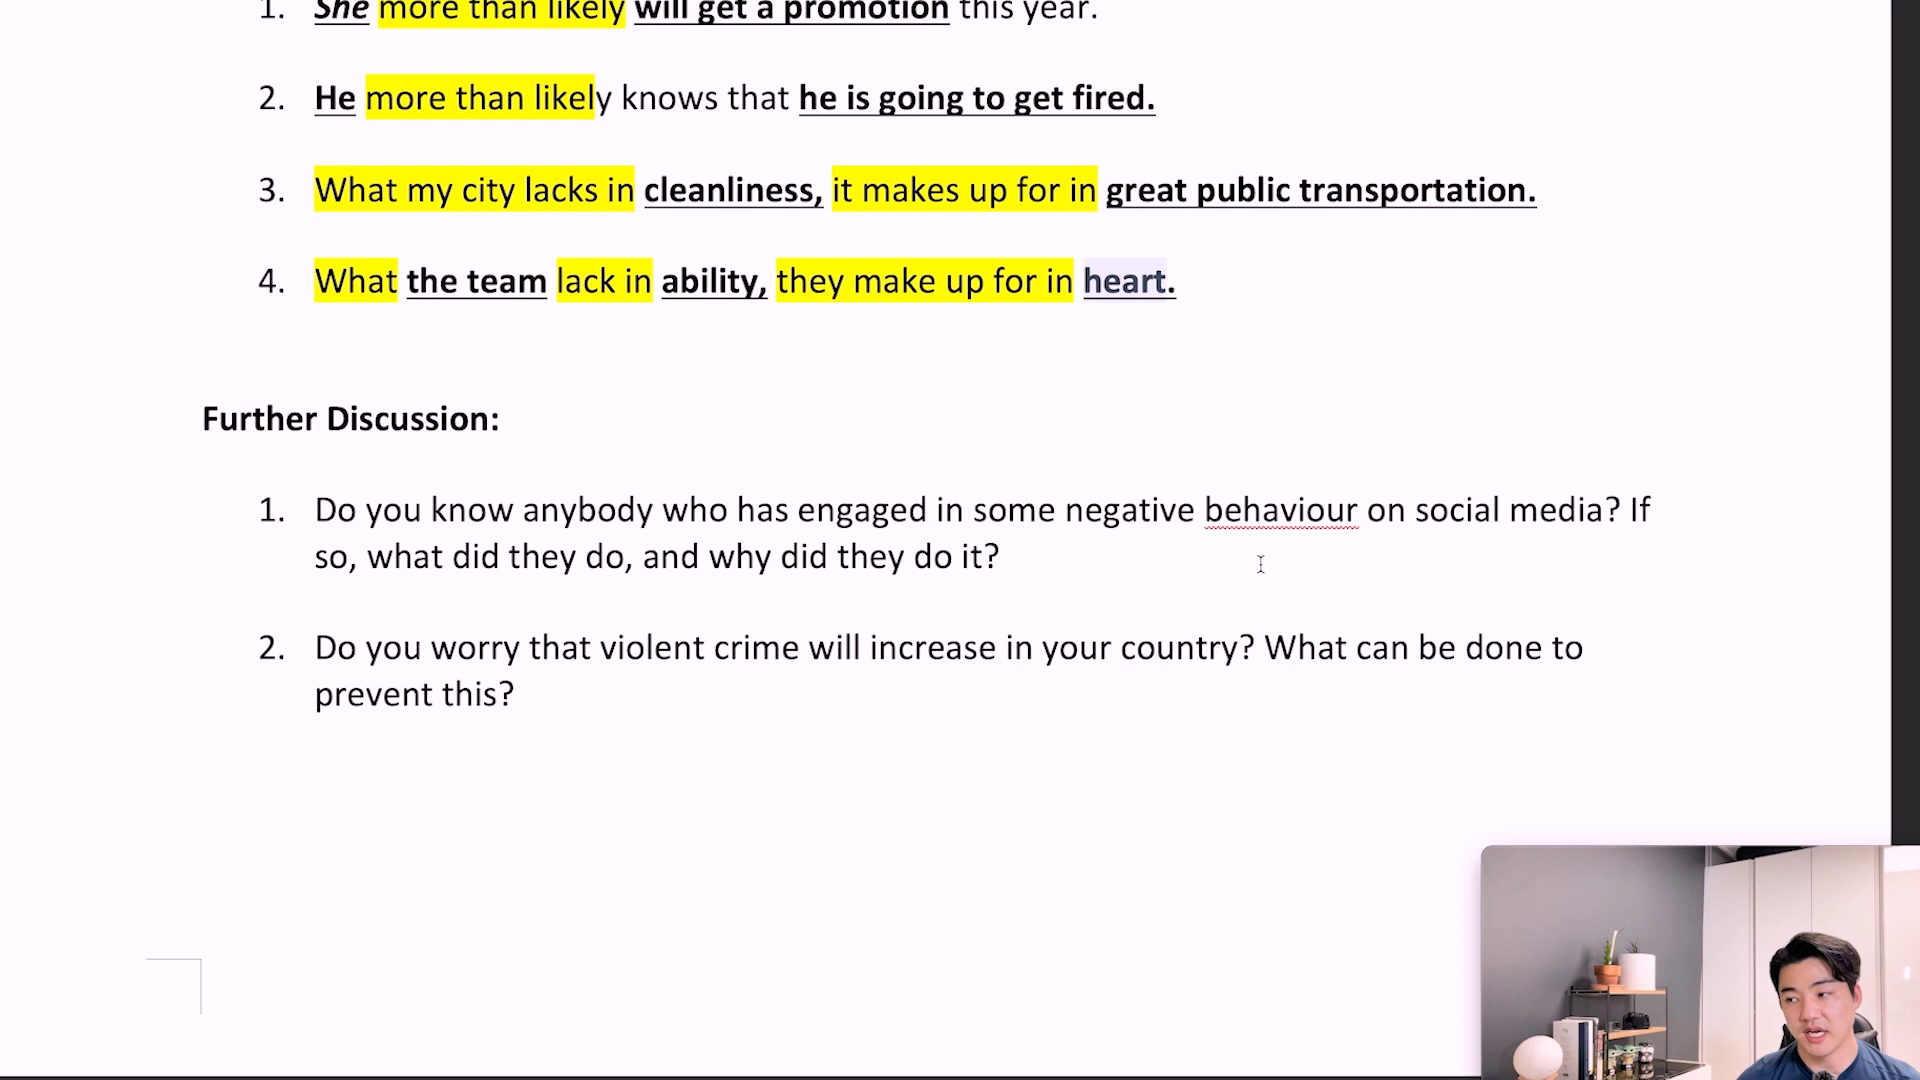 1. She more than likely will get a promotion this year.
2. He more than likely knows that he is going to get fired.
3. What my city lacks in cleanliness, it makes up for in great public transportation.
4. What the team lack in ability, they make up for in heart.
Further Discussion:
1. Do you know anybody who has engaged in some negative behaviour on social media? If
so, what did they do, and why did they do it?
2. Do you worry that violent crime will increase in your country? What can be done to
prevent this?